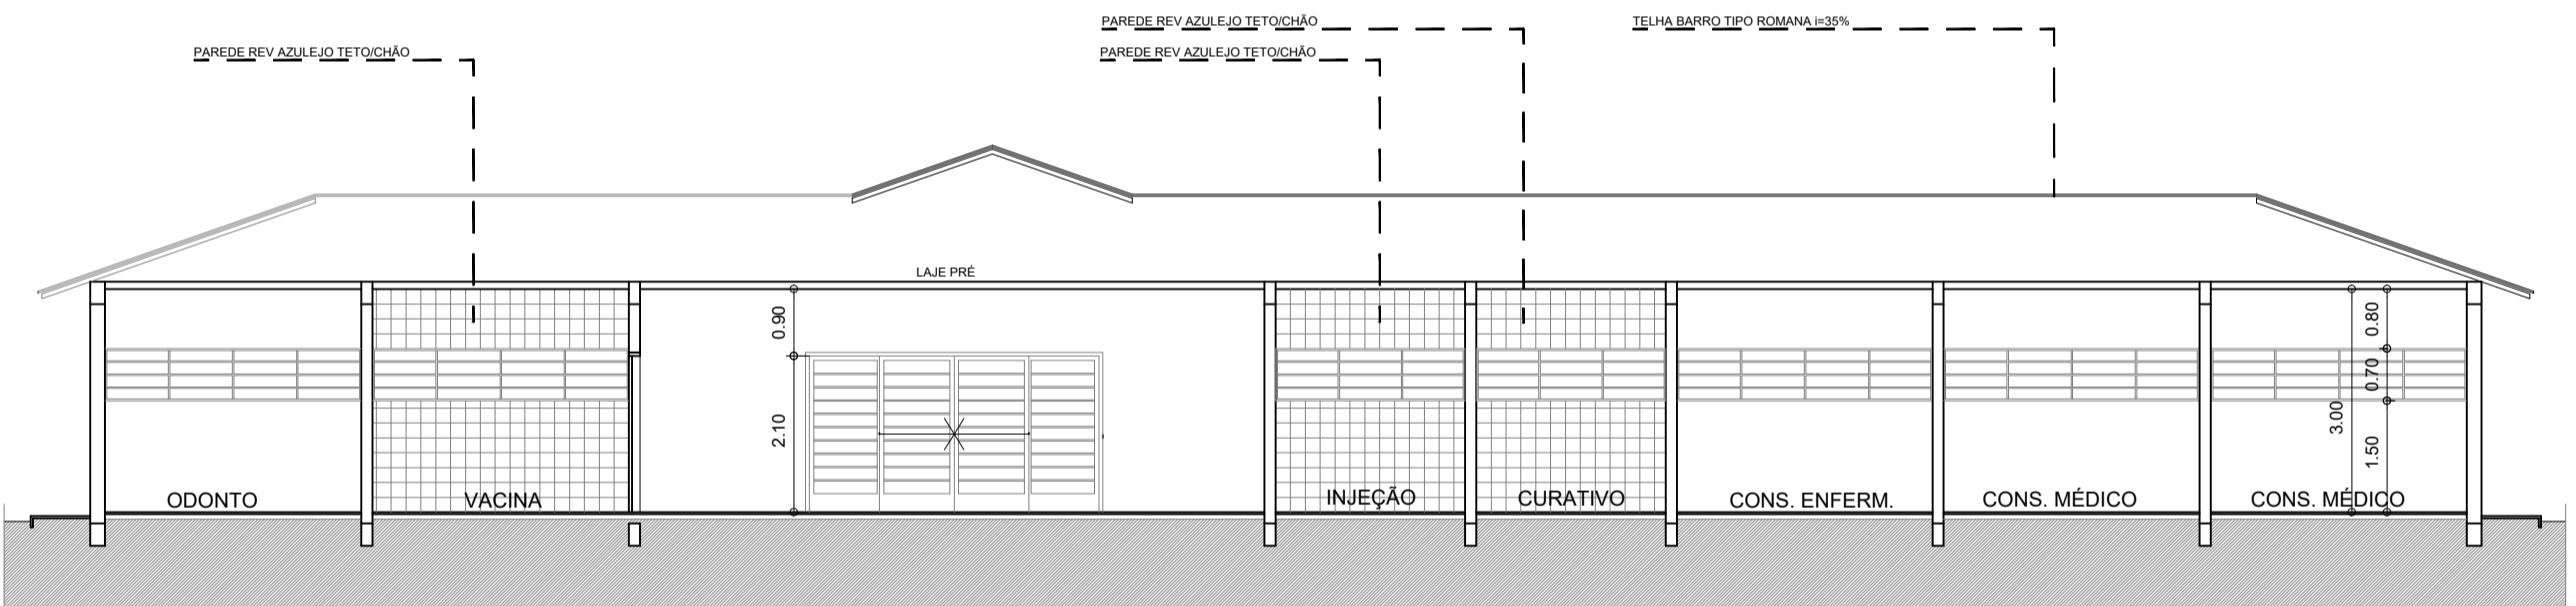 PAREDE REV AZULEJO TETO/CHÃO
TELHA BARRO TIPO ROMANA i=35%
PAREDE REV AZULEJO TETO/CHÃO
PAREDE REV AZULEJO TETO/CHÃO
LAJE PRÉ
0.90
2.10
0.80
0.70
3.00
1.50
ODONTO
VACINA
INJEÇÃO
CURATIVO
CONS. ENFERM.
CONS. MÉDICO
CONS. MÉDICO